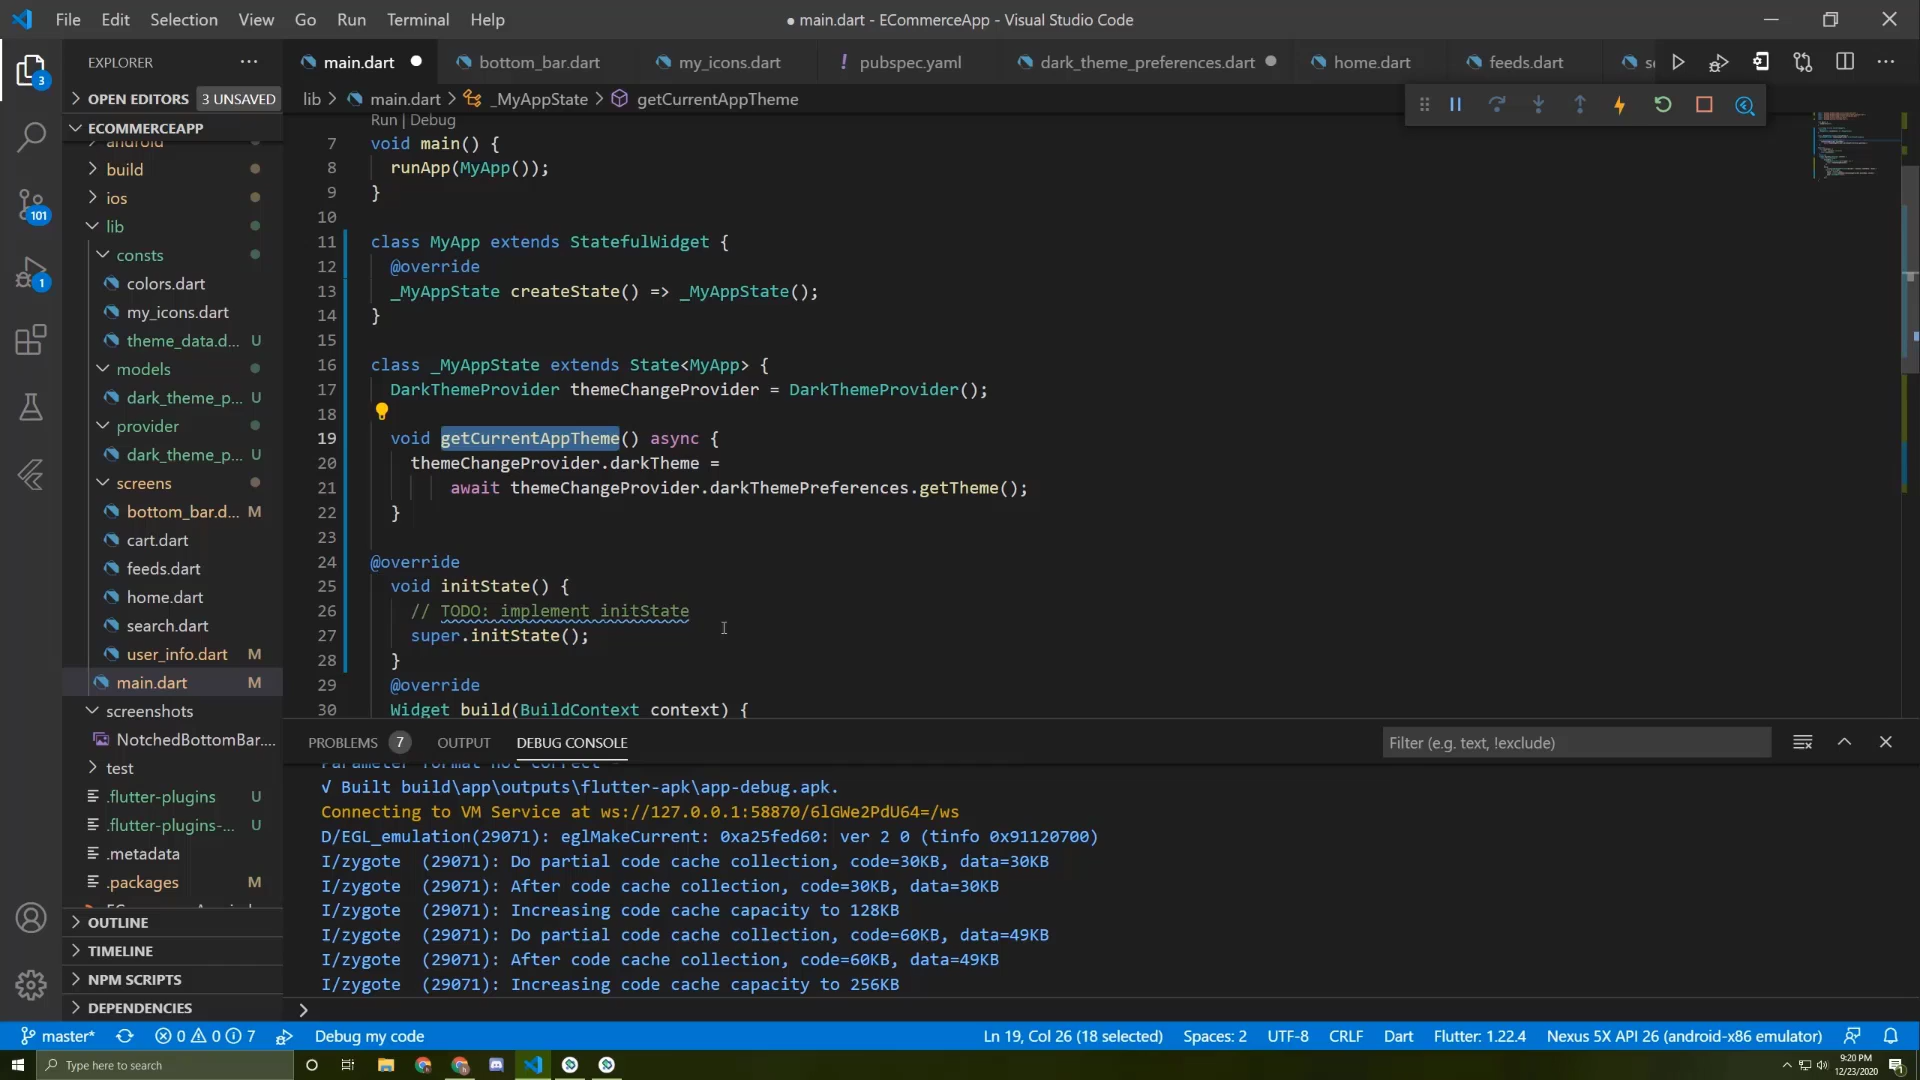 File Edit Selection View Go Run Terminal Help
● main.dart - ECommerceApp - Visual Studio Code
EXPLORER
main.dart
bottom_bar.dart
my_icons.dart
! pubspec.yaml
dark_theme_preferences.dart
home.dart
feeds.dart
OPEN EDITORS 3 UNSAVED
lib > main.dart > _MyAppState > getCurrentAppTheme
ECOMMERCEAPP
android
build
ios
lib
consts
colors.dart
my_icons.dart
theme_data.d... U
models
dark_theme_p... U
provider
dark_theme_p... U
screens
bottom_bar.d... M
cart.dart
feeds.dart
home.dart
search.dart
user_info.dart M
main.dart M
screenshots
NotchedBottomBar....
test
.flutter-plugins U
.flutter-plugins-... U
.metadata
.packages M
OUTLINE
TIMELINE
NPM SCRIPTS
DEPENDENCIES
3
101
1
Run | Debug
7 void main() {
8 runApp(MyApp());
9 }
10
11 class MyApp extends StatefulWidget {
12 @override
13 _MyAppState createState() => _MyAppState();
14 }
15
16 class _MyAppState extends State<MyApp> {
17 DarkThemeProvider themeChangeProvider = DarkThemeProvider();
18
19 void getCurrentAppTheme() async {
20 themeChangeProvider.darkTheme =
21 await themeChangeProvider.darkThemePreferences.getTheme();
22 }
23
24 @override
25 void initState() {
26 // TODO: implement initState
27 super.initState();
28 }
29 @override
30 Widget build(BuildContext context) {
PROBLEMS 7 OUTPUT DEBUG CONSOLE
Filter (e.g. text, !exclude)
Parameter format not correct
√ Built build\app\outputs\flutter-apk\app-debug.apk.
Connecting to VM Service at ws://127.0.0.1:58870/6lGWe2PdU64=/ws
D/EGL_emulation(29071): eglMakeCurrent: 0xa25fed60: ver 2 0 (tinfo 0x91120700)
I/zygote (29071): Do partial code cache collection, code=30KB, data=30KB
I/zygote (29071): After code cache collection, code=30KB, data=30KB
I/zygote (29071): Increasing code cache capacity to 128KB
I/zygote (29071): Do partial code cache collection, code=60KB, data=49KB
I/zygote (29071): After code cache collection, code=60KB, data=49KB
I/zygote (29071): Increasing code cache capacity to 256KB
master* 0 0 7 Debug my code
Ln 19, Col 26 (18 selected) Spaces: 2 UTF-8 CRLF Dart Flutter: 1.22.4 Nexus 5X API 26 (android-x86 emulator)
Type here to search
9:20 PM
12/23/2020